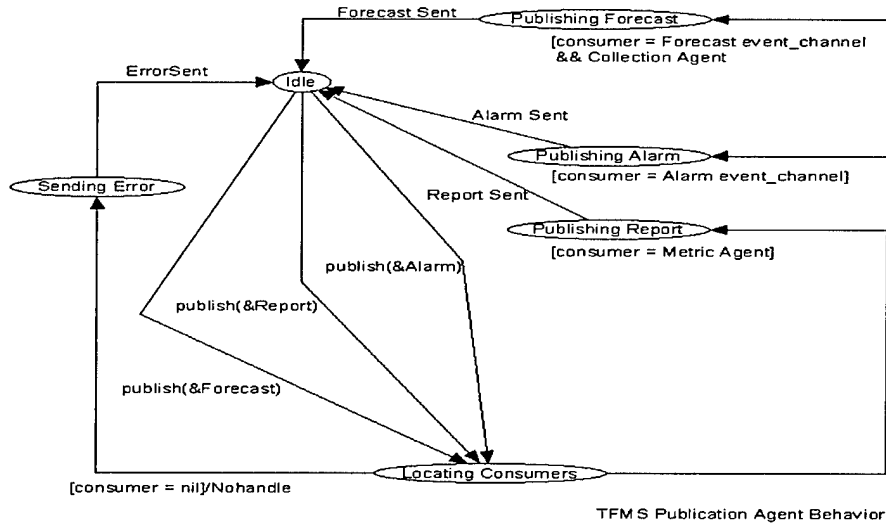 Forecast Sent
Publishing Forecast
[consumer = Forecast event_channel
&& Collection Agent
ErrorSent
Idle
Alarm Sent
Publishing Alarm
[consumer = Alarm event_channel]
Sending Error
Report Sent
Publishing Report
[consumer = Metric Agent]
publish(&Alarm)
publish(&Report)
publish(&Forecast)
Locating Consumers
[consumer = nil]/Nohandle
TFMS Publication Agent Behavior